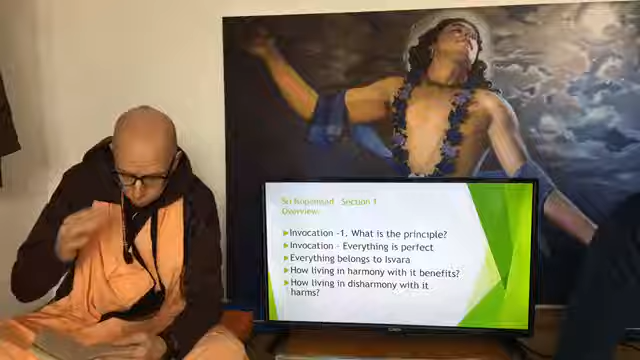 Sri Isopanisad - Section 1
Overview:
Invocation -1. What is the principle?
Invocation - Everything is perfect
Everything belongs to Isvara
How living in harmony with it benefits?
How living in disharmony with it
harms?